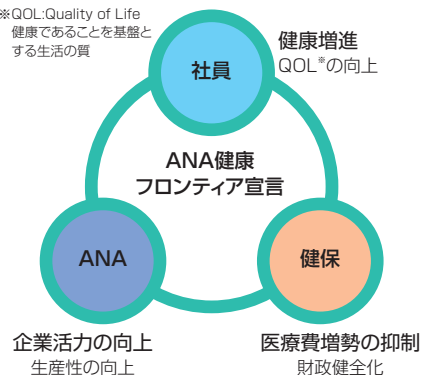 ※QOL:Quality of Life
健康であることを基盤と
する生活の質
社員
健康増進
QOL※の向上
ANA健康
フロンティア宣言
ANA
健保
企業活力の向上
生産性の向上
医療費増勢の抑制
財政健全化